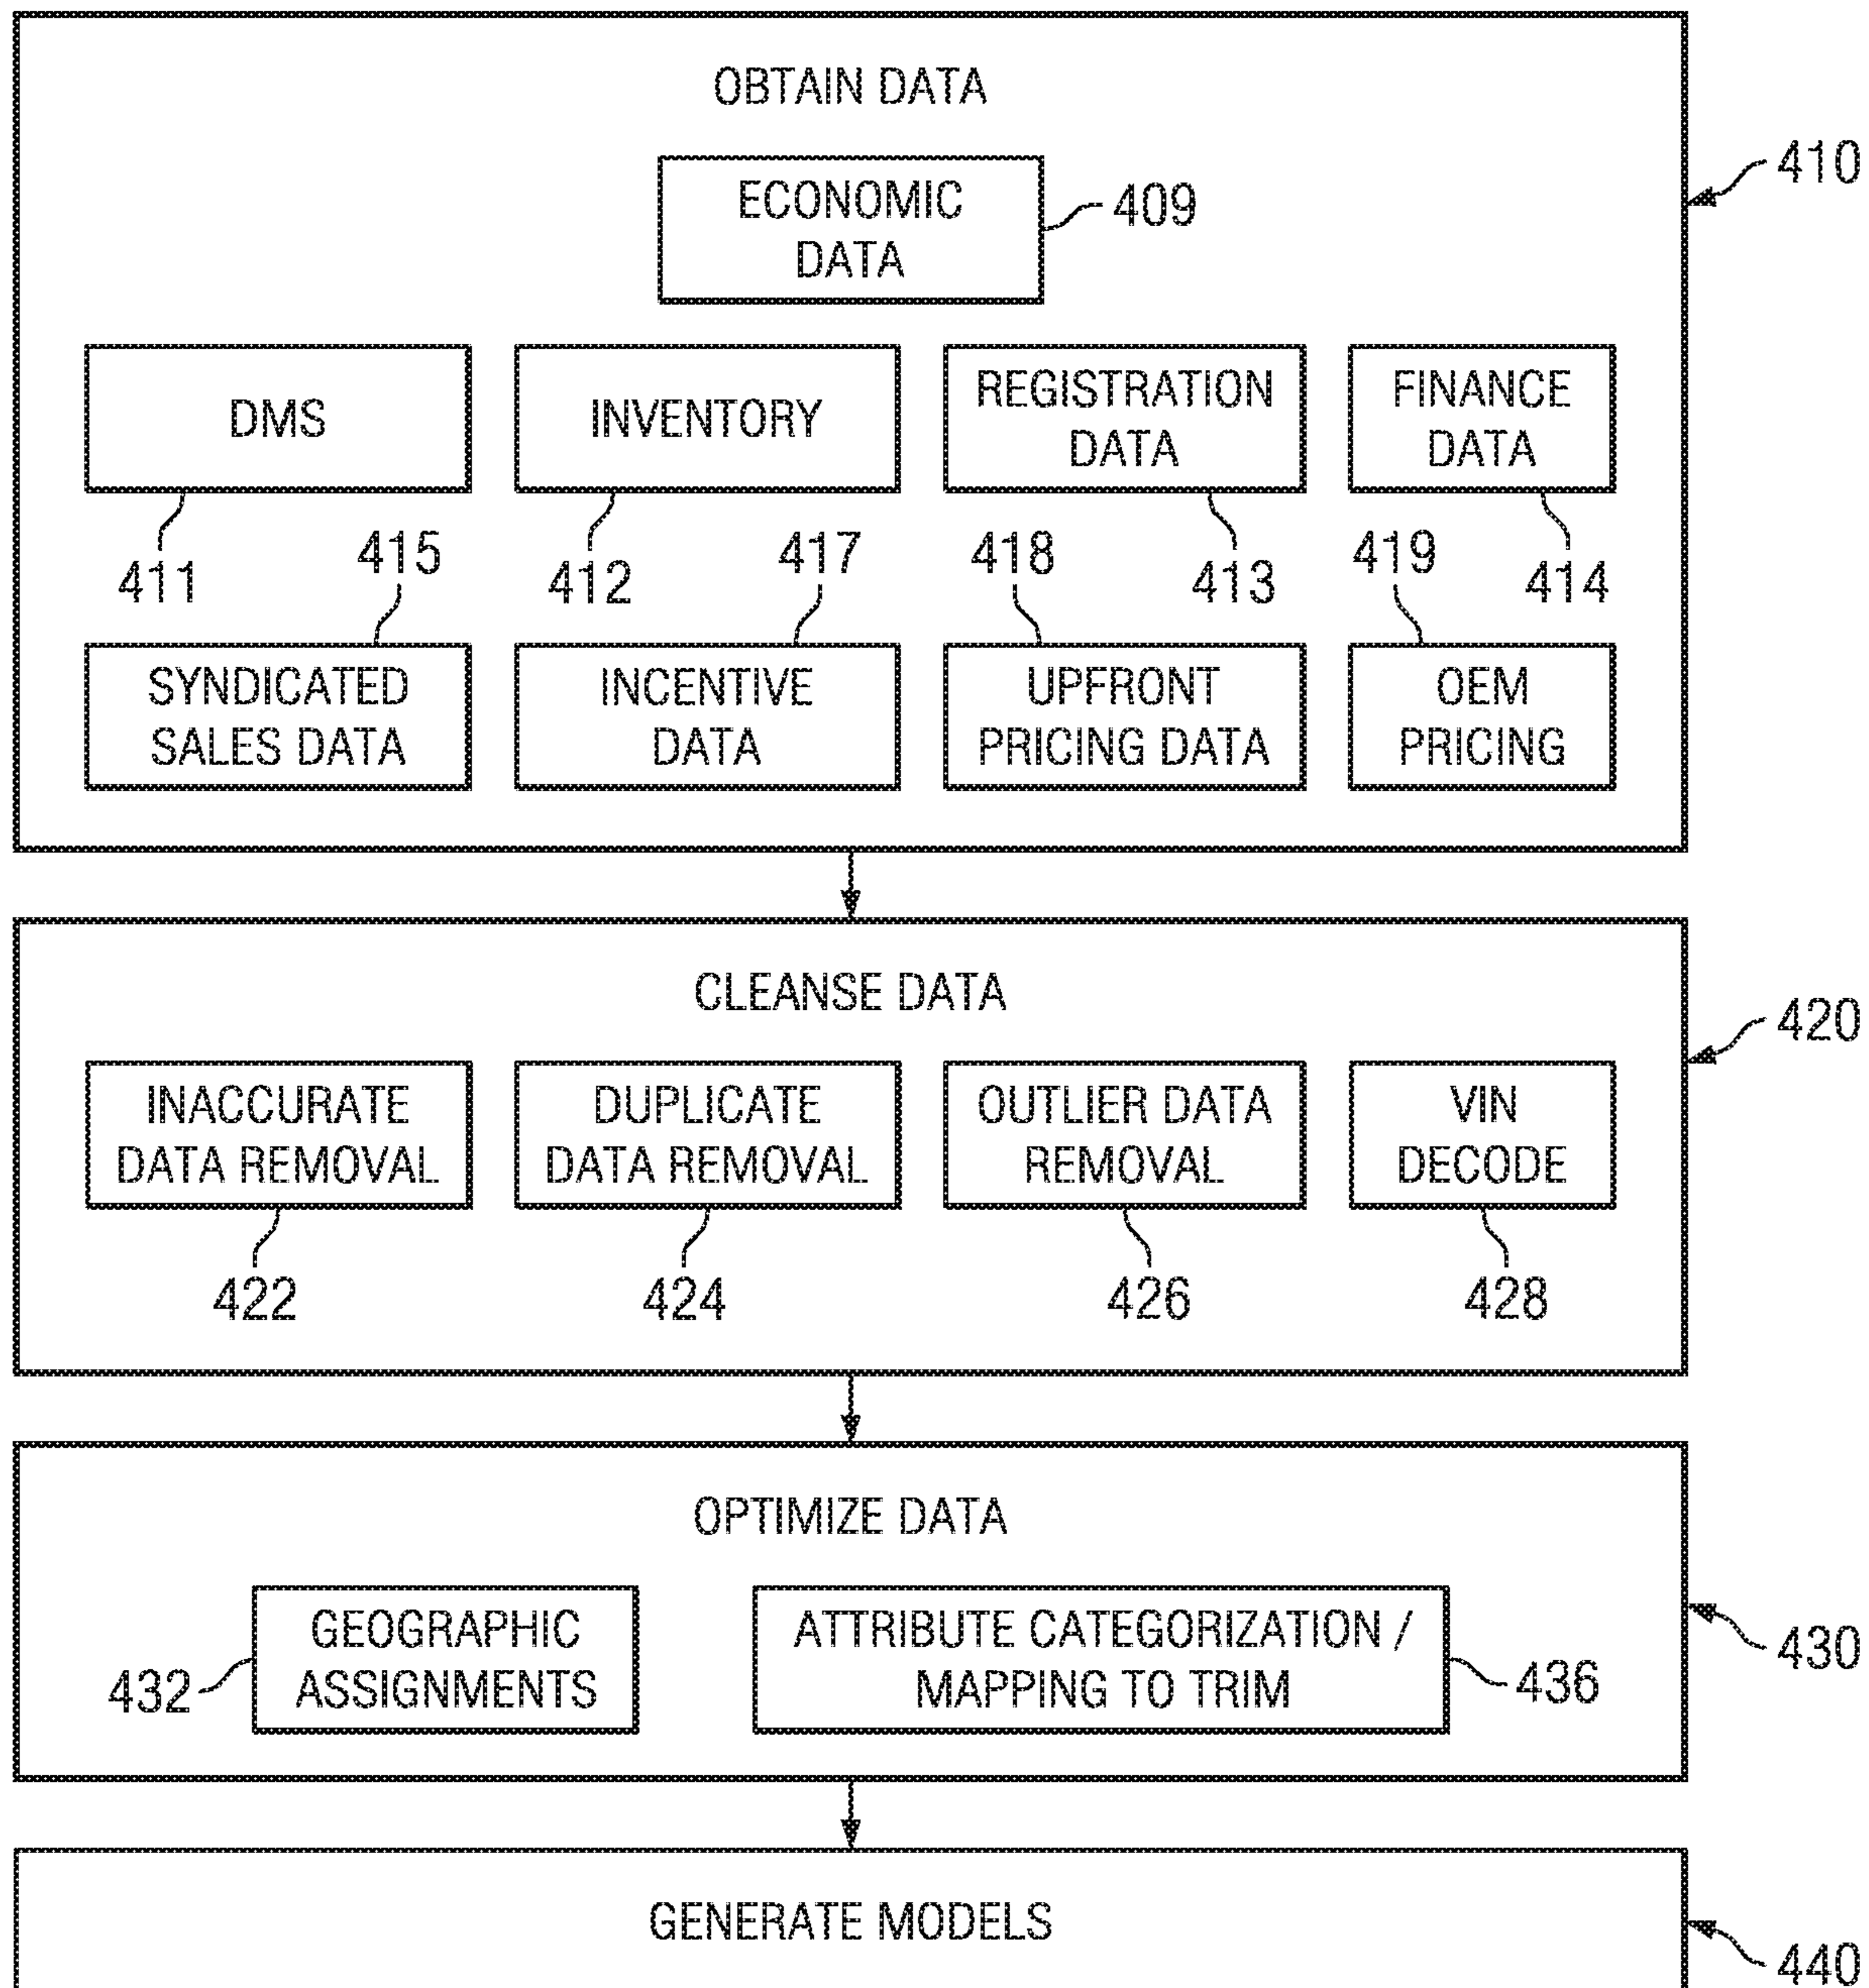 OBTAIN DATA
410
ECONOMIC
DATA
409
DMS
INVENTORY
REGISTRATION
DATA
FINANCE
DATA
411
415
412
417
418
413
419
414
SYNDICATED
SALES DATA
INCENTIVE
DATA
UPFRONT
PRICING DATA
OEM
PRICING
CLEANSE DATA
420
INACCURATE
DATA REMOVAL
DUPLICATE
DATA REMOVAL
OUTLIER DATA
REMOVAL
VIN
DECODE
422
424
426
428
OPTIMIZE DATA
430
432
GEOGRAPHIC
ASSIGNMENTS
ATTRIBUTE CATEGORIZATION /
MAPPING TO TRIM
436
GENERATE MODELS
440